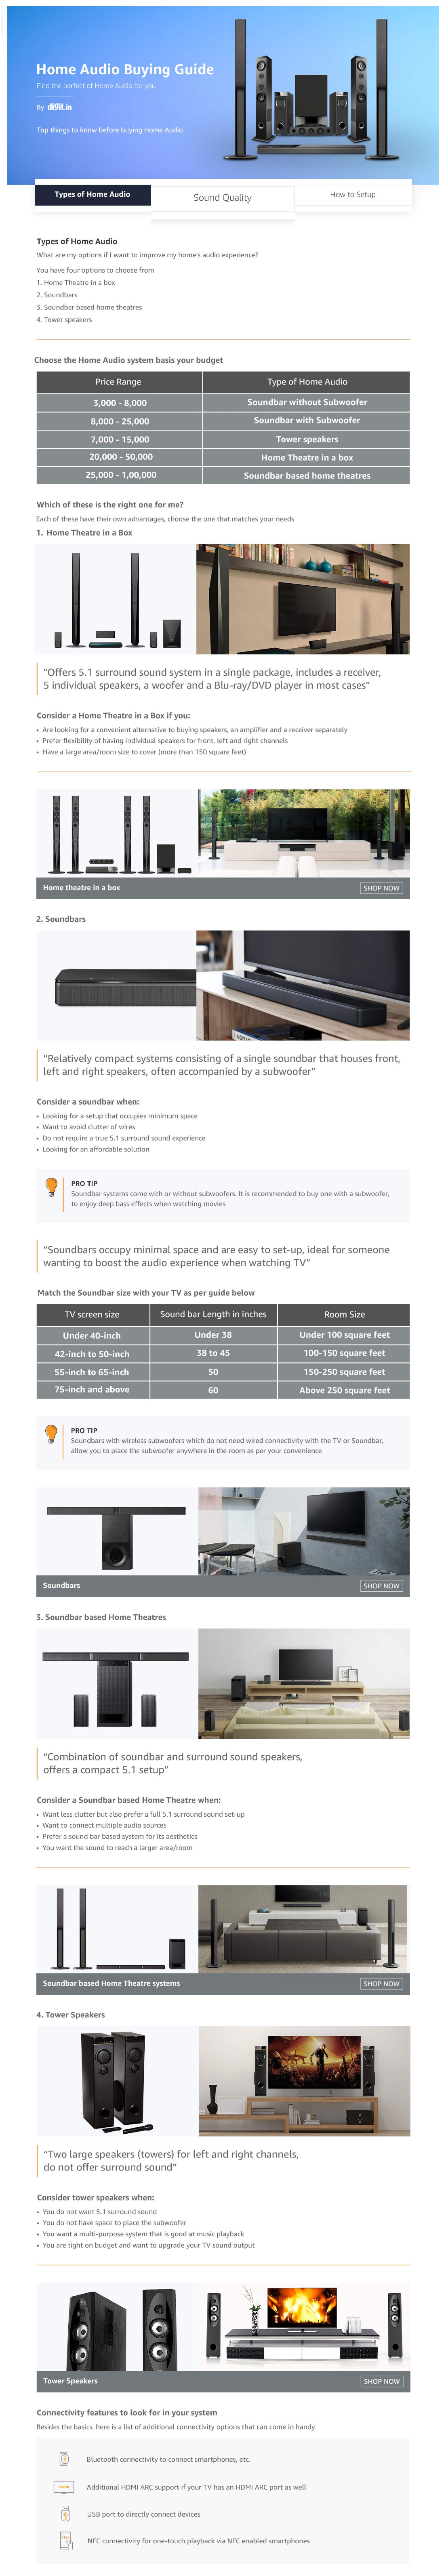 Home Audio Buying Guide
Find the perfect of Home Audio for you
By digit.in
Top things to know before buying Home Audio
Types of Home Audio
Sound Quality
How to Setup
Types of Home Audio
What are my options if I want to improve my home's audio experience?
You have four options to choose from
1. Home Theatre in a box
2. Soundbars
3. Soundbar based home theatres
4. Tower speakers
Choose the Home Audio system basis your budget
Price Range Type of Home Audio
3,000 - 8,000 Soundbar without Subwoofer
8,000 - 25,000 Soundbar with Subwoofer
7,000 - 15,000 Tower speakers
20,000 - 50,000 Home Theatre in a box
25,000 - 1,00,000 Soundbar based home theatres
Which of these is the right one for me?
Each of these have their own advantages, choose the one that matches your needs
1. Home Theatre in a Box
“Offers 5.1 surround sound system in a single package, includes a receiver,
5 individual speakers, a woofer and a Blu-ray/DVD player in most cases”
Consider a Home Theatre in a Box if you:
• Are looking for a convenient alternative to buying speakers, an amplifier and a receiver separately
• Prefer flexibility of having individual speakers for front, left and right channels
• Have a large area/room size to cover (more than 150 square feet)
Home theatre in a box
SHOP NOW
2. Soundbars
“Relatively compact systems consisting of a single soundbar that houses front,
left and right speakers, often accompanied by a subwoofer”
Consider a soundbar when:
• Looking for a setup that occupies minimum space
• Want to avoid clutter of wires
• Do not require a true 5.1 surround sound experience
• Looking for an affordable solution
PRO TIP
Soundbar systems come with or without subwoofers. It is recommended to buy one with a subwoofer,
to enjoy deep bass effects when watching movies
“Soundbars occupy minimal space and are easy to set-up, ideal for someone
wanting to boost the audio experience when watching TV”
Match the Soundbar size with your TV as per guide below
TV screen size Sound bar Length in inches Room Size
Under 40-inch Under 38 Under 100 square feet
42-inch to 50-inch 38 to 45 100-150 square feet
55-inch to 65-inch 50 150-250 square feet
75-inch and above 60 Above 250 square feet
PRO TIP
Soundbars with wireless subwoofers which do not need wired connectivity with the TV or Soundbar,
allow you to place the subwoofer anywhere in the room as per your convenience
Soundbars
SHOP NOW
3. Soundbar based Home Theatres
“Combination of soundbar and surround sound speakers,
offers a compact 5.1 setup”
Consider a Soundbar based Home Theatre when:
• Want less clutter but also prefer a full 5.1 surround sound set-up
• Want to connect multiple audio sources
• Prefer a sound bar based system for its aesthetics
• You want the sound to reach a larger area/room
Soundbar based Home Theatre systems
SHOP NOW
4. Tower Speakers
“Two large speakers (towers) for left and right channels,
do not offer surround sound”
Consider tower speakers when:
• You do not want 5.1 surround sound
• You do not have space to place the subwoofer
• You want a multi-purpose system that is good at music playback
• You are tight on budget and want to upgrade your TV sound output
Tower Speakers
SHOP NOW
Connectivity features to look for in your system
Besides the basics, here is a list of additional connectivity options that can come in handy
Bluetooth connectivity to connect smartphones, etc.
Additional HDMI ARC support if your TV has an HDMI ARC port as well
USB port to directly connect devices
NFC connectivity for one-touch playback via NFC enabled smartphones